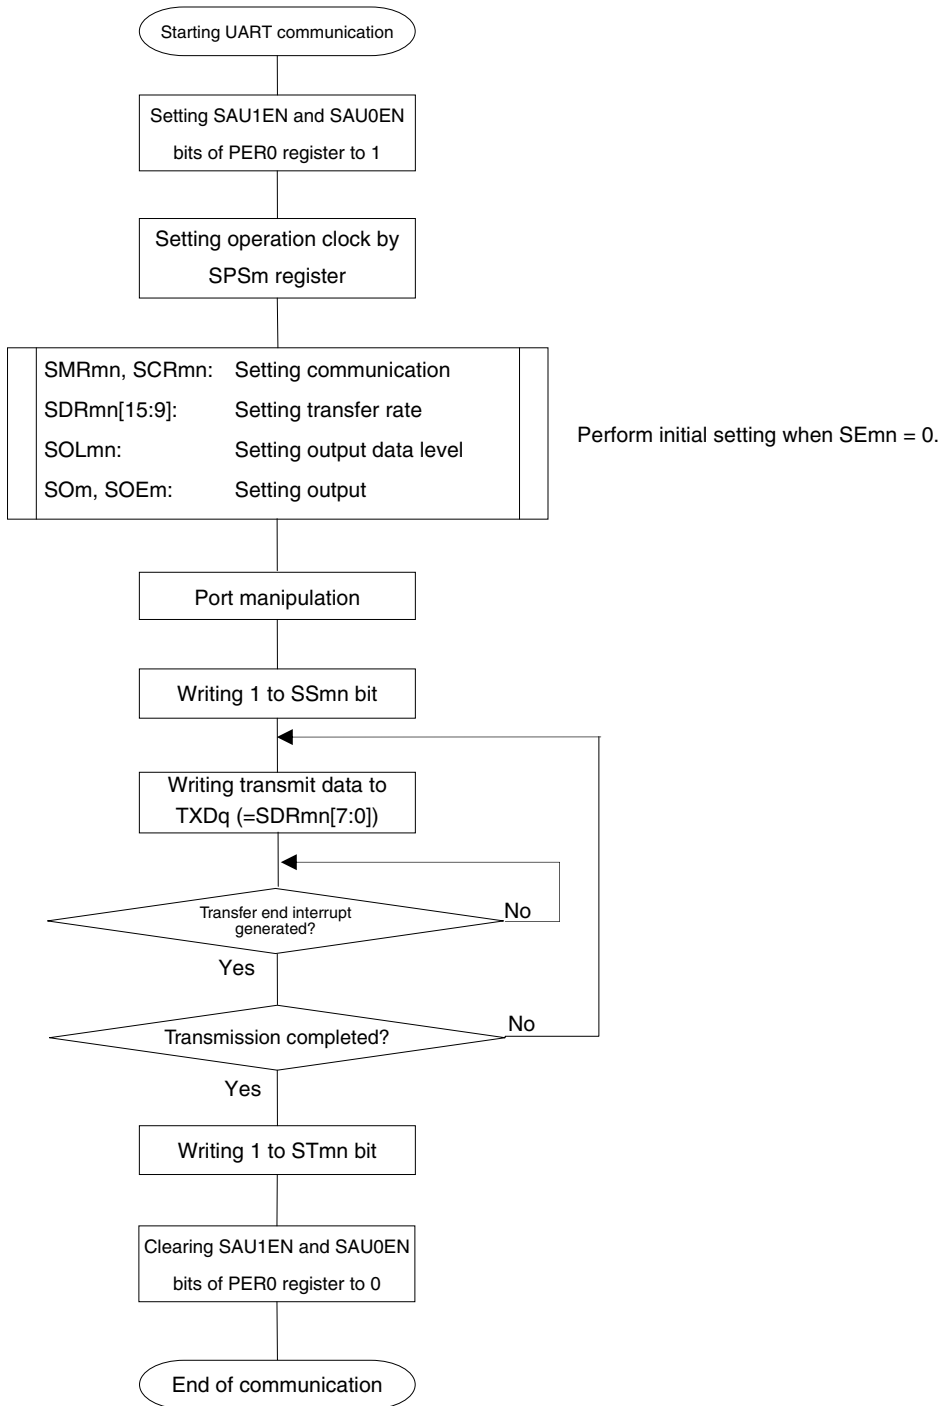 Starting UART communication
Setting SAU1EN and SAU0EN
bits of PER0 register to 1
Setting operation clock by
SPSm register
SMRmn, SCRmn: Setting communication
SDRmn[15:9]: Setting transfer rate
SOLmn: Setting output data level
SOm, SOEm: Setting output
Perform initial setting when SEmn = 0.
Port manipulation
Writing 1 to SSmn bit
Writing transmit data to
TXDq (=SDRmn[7:0])
Transfer end interrupt
generated?
No
Yes
Transmission completed?
No
Yes
Writing 1 to STmn bit
Clearing SAU1EN and SAU0EN
bits of PER0 register to 0
End of communication